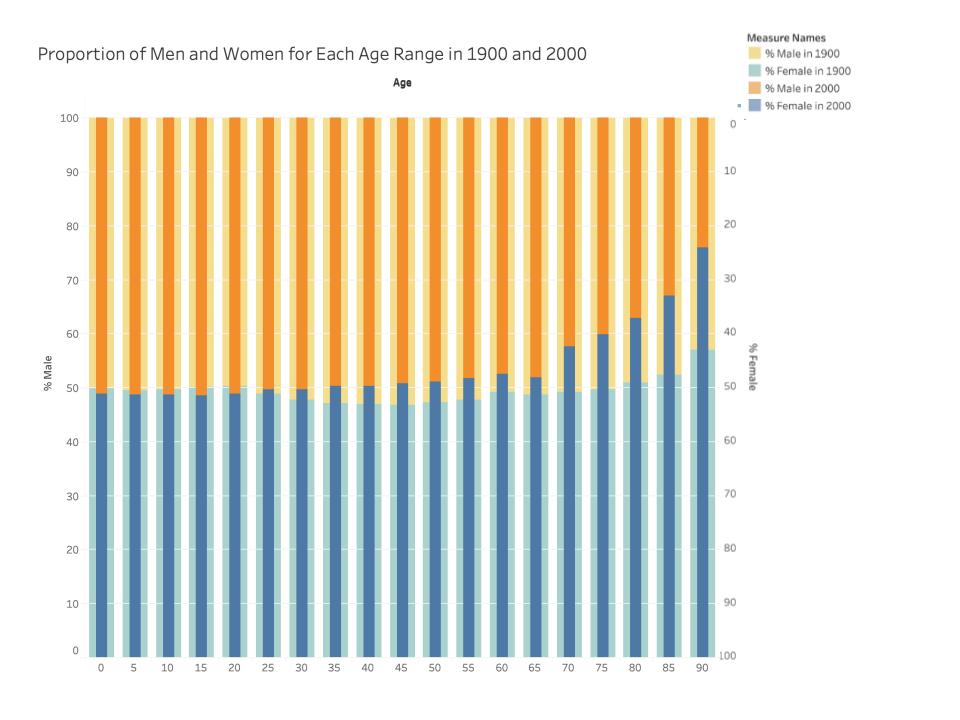 Proportion of Men and Women for Each Age Range in 1900 and 2000
Age
Measure Names
% Male in 1900
% Female in 1900
% Male in 2000
% Female in 2000
% Male
100
90
80
70
60
50
40
30
20
10
0
0 5 10 15 20 25 30 35 40 45 50 55 60 65 70 75 80 85 90
0
10
20
30
40
50
60
70
80
90
100
% Female